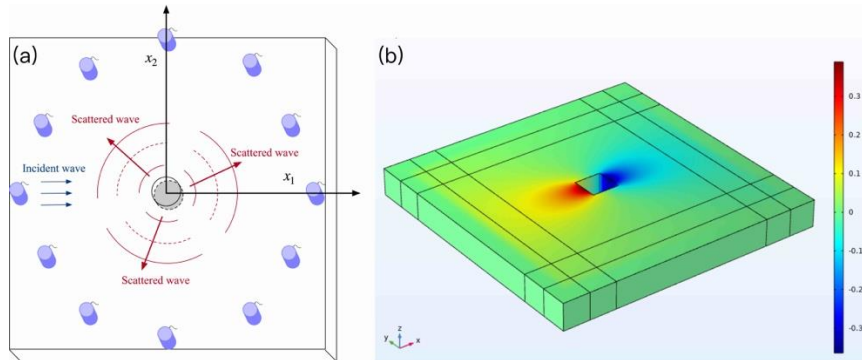 (a)
x2
Scattered wave
Scattered wave
Incident wave
x1
Scattered wave
(b)
0.3
0.2
0.1
0
-0.1
-0.2
-0.3
y z x